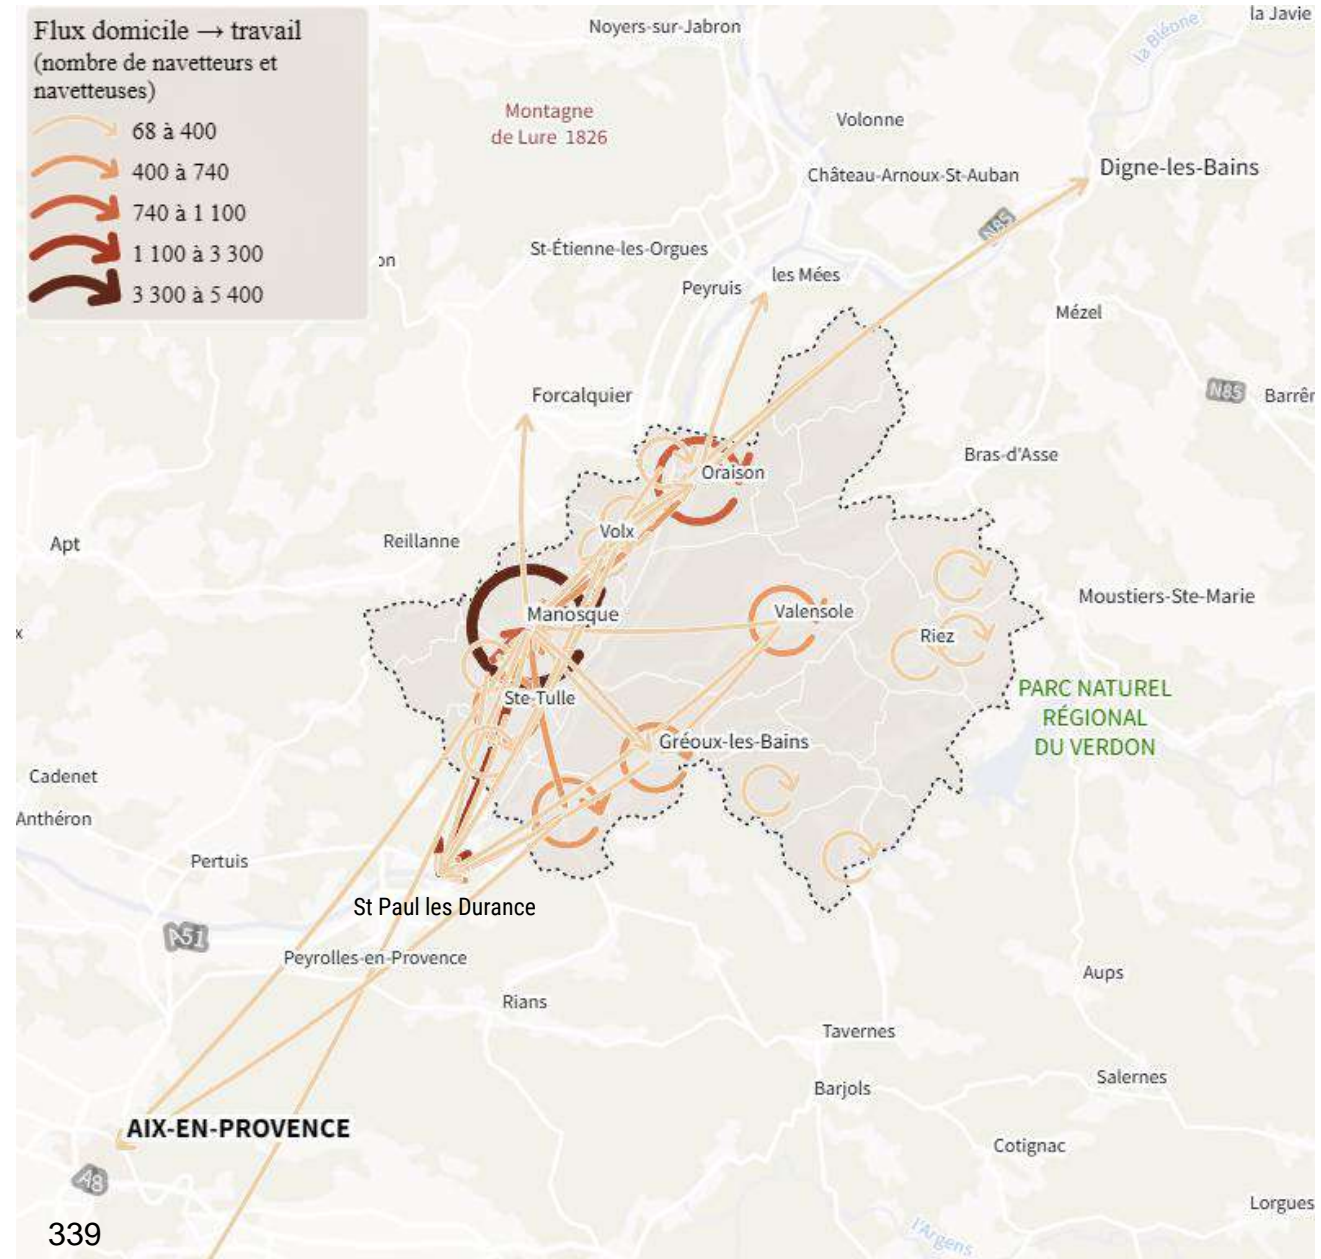 Flux domicile → travail
(nombre de navetteurs et
navetteuses)
68 à 400
400 à 740
740 à 1 100
1 100 à 3 300
3 300 à 5 400
Noyers-sur-Jabron
la Javie
la Bléone
Montagne
de Lure 1826
Volonne
Château-Arnoux-St-Auban
Digne-les-Bains
N85
St-Étienne-les-Orgues
on
les Mées
Peyruis
Mézel
Forcalquier
N85
Barrêr
Bras-d'Asse
Oraison
Volx
Apt
Reillanne
Moustiers-Ste-Marie
Manosque
Valensole
x
Riez
PARC NATUREL
RÉGIONAL
DU VERDON
Ste-Tulle
Gréoux-les-Bains
Cadenet
Anthéron
Pertuis
St Paul les Durance
A51
Peyrolles-en-Provence
Rians
Aups
Tavernes
Barjols
Salernes
AIX-EN-PROVENCE
Cotignac
A8
Lorgues
l'Argens
339